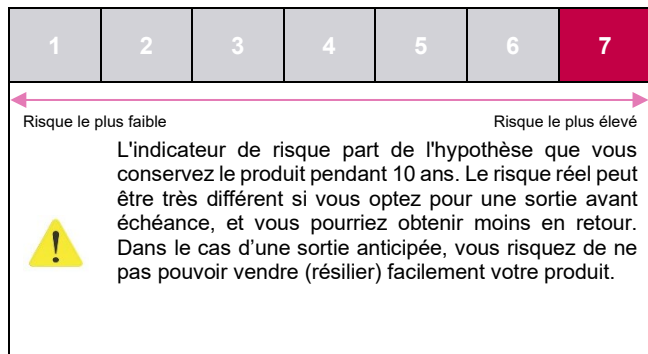 1 2 3 4 5 6 7
Risque le plus faible Risque le plus élevé
L'indicateur de risque part de l'hypothèse que vous
conservez le produit pendant 10 ans. Le risque réel peut
être très différent si vous optez pour une sortie avant
échéance, et vous pourriez obtenir moins en retour.
Dans le cas d’une sortie anticipée, vous risquez de ne
pas pouvoir vendre (résilier) facilement votre produit.